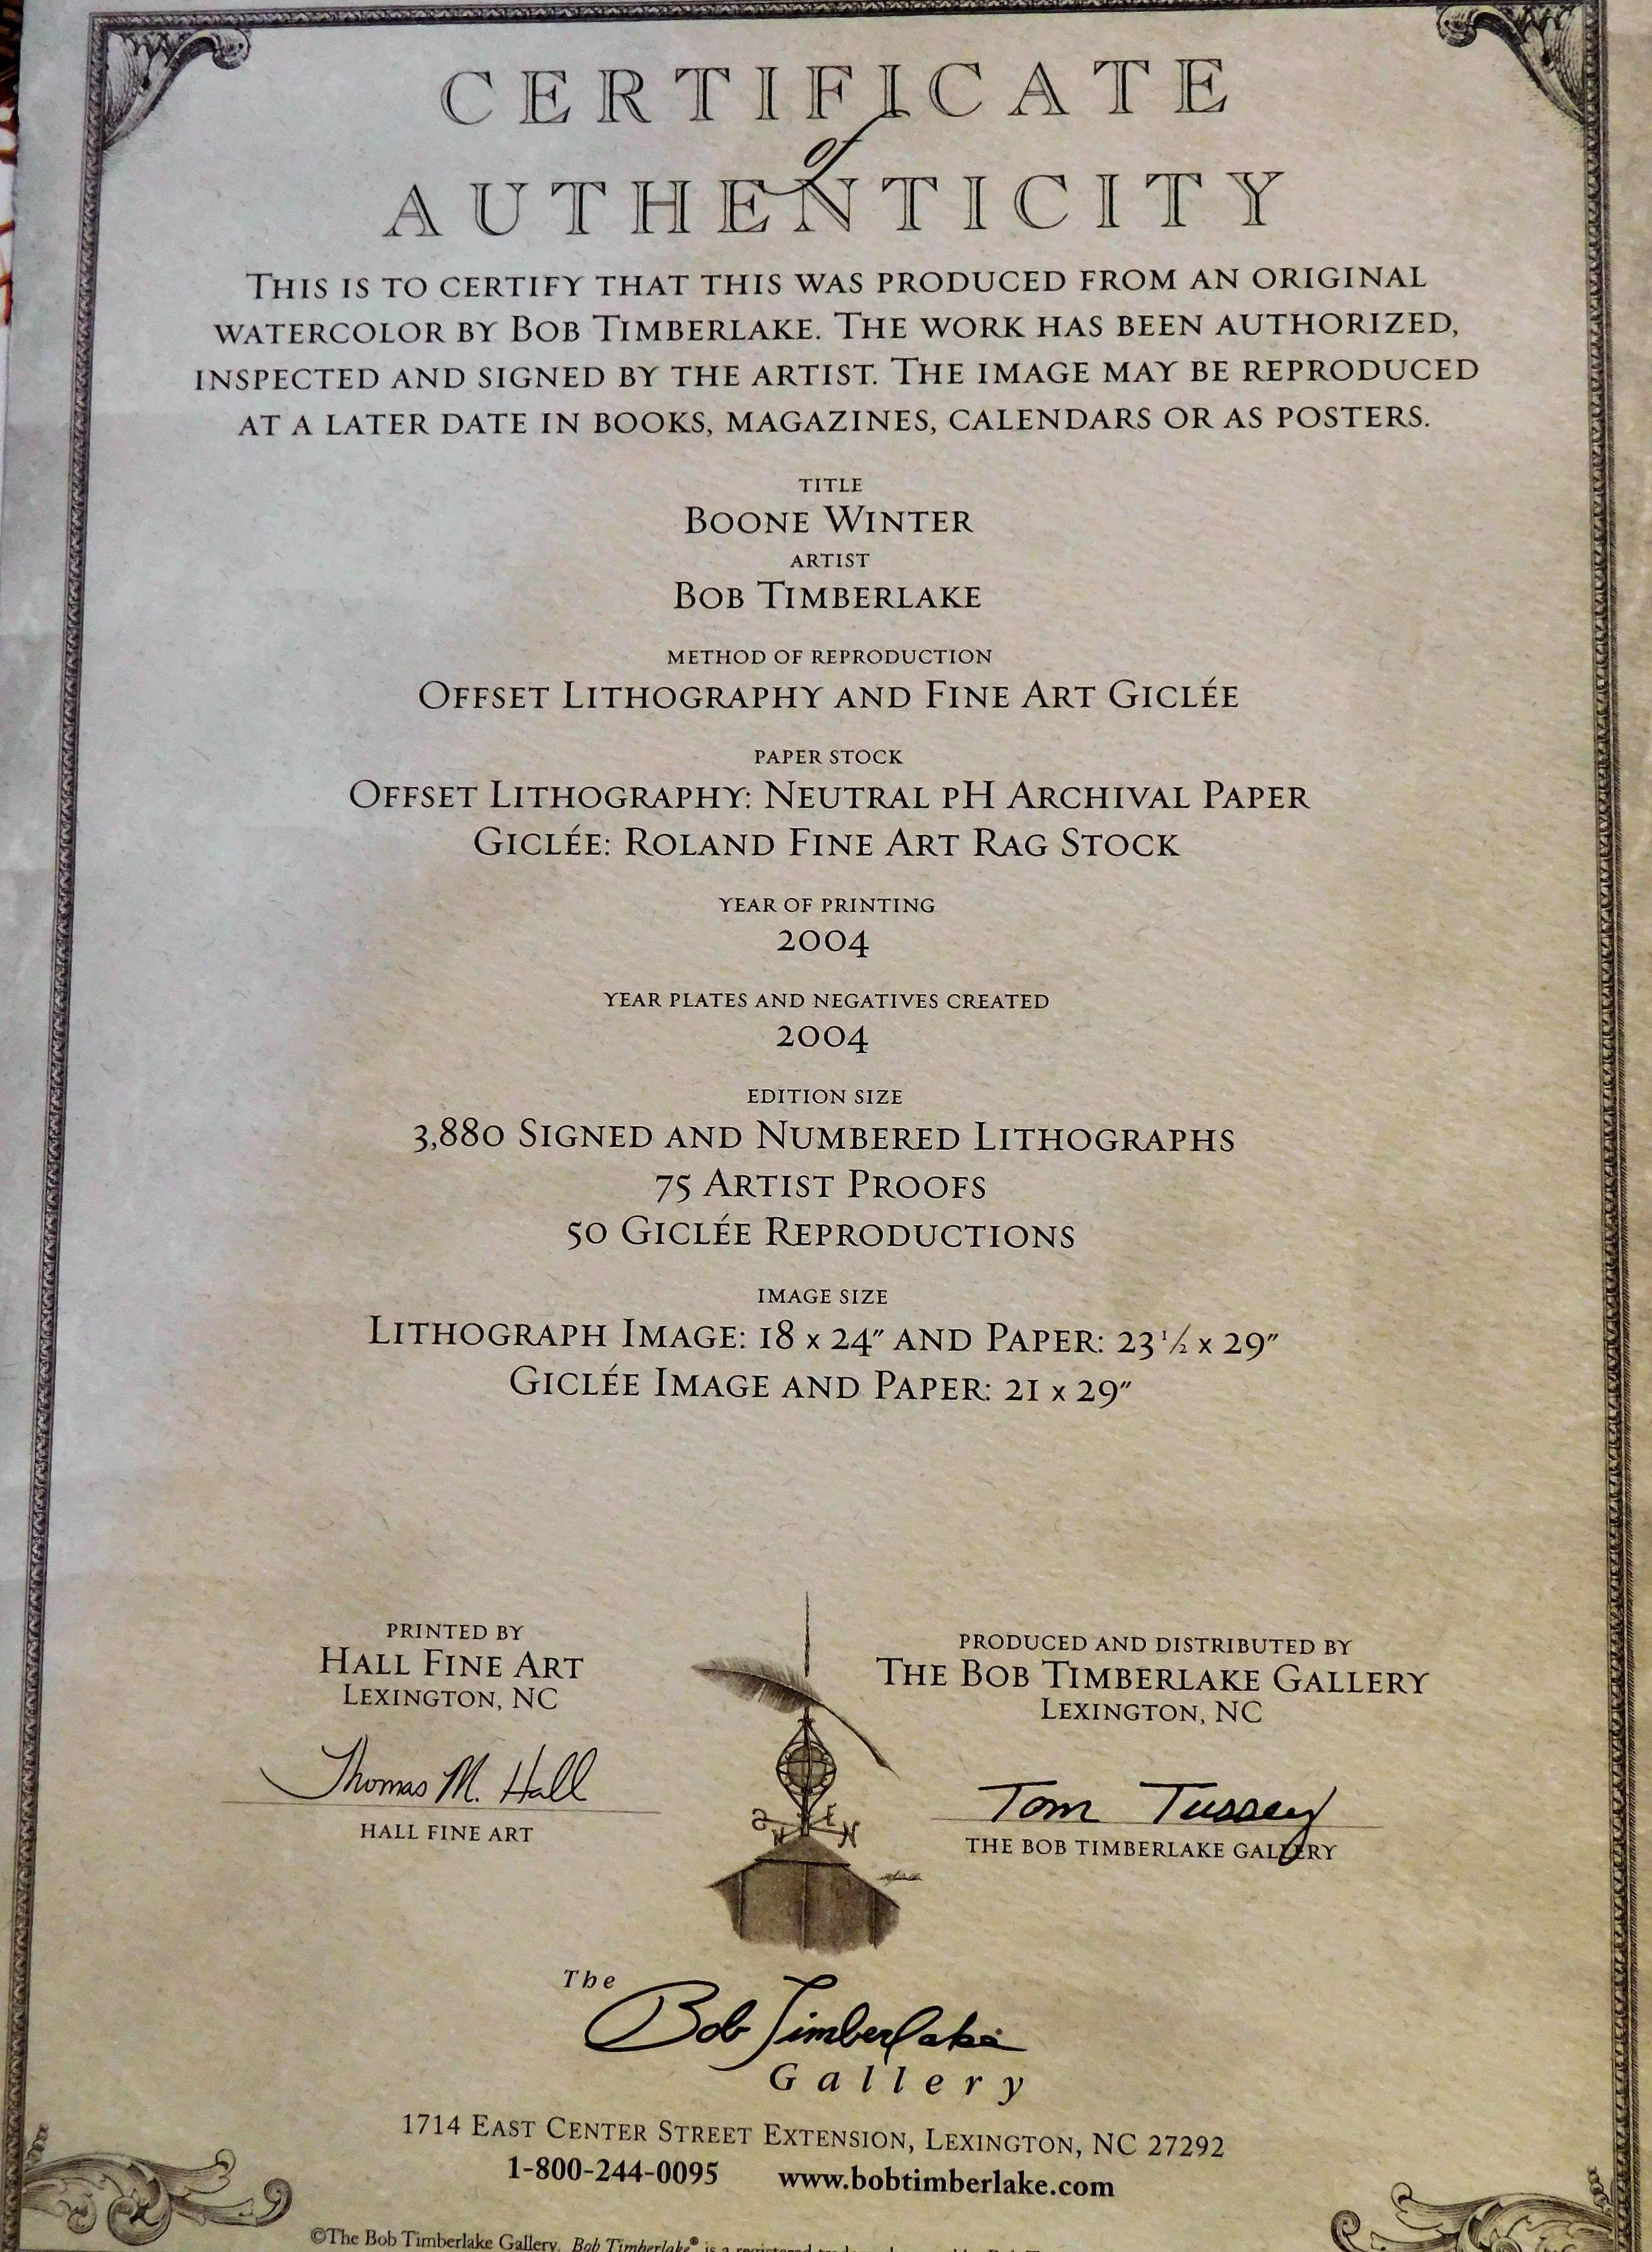 CERTIFICATE
of
AUTHENTICITY
THIS IS TO CERTIFY THAT THIS WAS PRODUCED FROM AN ORIGINAL
WATERCOLOR BY BOB TIMBERLAKE. THE WORK HAS BEEN AUTHORIZED,
INSPECTED AND SIGNED BY THE ARTIST. THE IMAGE MAY BE REPRODUCED
AT A LATER DATE IN BOOKS, MAGAZINES, CALENDARS OR AS POSTERS.
TITLE
BOONE WINTER
ARTIST
BOB TIMBERLAKE
METHOD OF REPRODUCTION
OFFSET LITHOGRAPHY AND FINE ART GICLÉE
PAPER STOCK
OFFSET LITHOGRAPHY: NEUTRAL PH ARCHIVAL PAPER
GICLÉE: ROLAND FINE ART RAG STOCK
YEAR OF PRINTING
2004
YEAR PLATES AND NEGATIVES CREATED
2004
EDITION SIZE
3,880 SIGNED AND NUMBERED LITHOGRAPHS
75 ARTIST PROOFS
50 GICLÉE REPRODUCTIONS
IMAGE SIZE
LITHOGRAPH IMAGE: 18 x 24" AND PAPER: 23 ½ x 29"
GICLÉE IMAGE AND PAPER: 21 x 29"
PRINTED BY
HALL FINE ART
LEXINGTON, NC
Thomas M. Hall
HALL FINE ART
PRODUCED AND DISTRIBUTED BY
THE BOB TIMBERLAKE GALLERY
LEXINGTON, NC
Tom Tussey
THE BOB TIMBERLAKE GALLERY
The
Bob Timberlake
Gallery
1714 EAST CENTER STREET EXTENSION, LEXINGTON, NC 27292
1-800-244-0095 www.bobtimberlake.com
©The Bob Timberlake Gallery. Bob Timberlake® is a registered